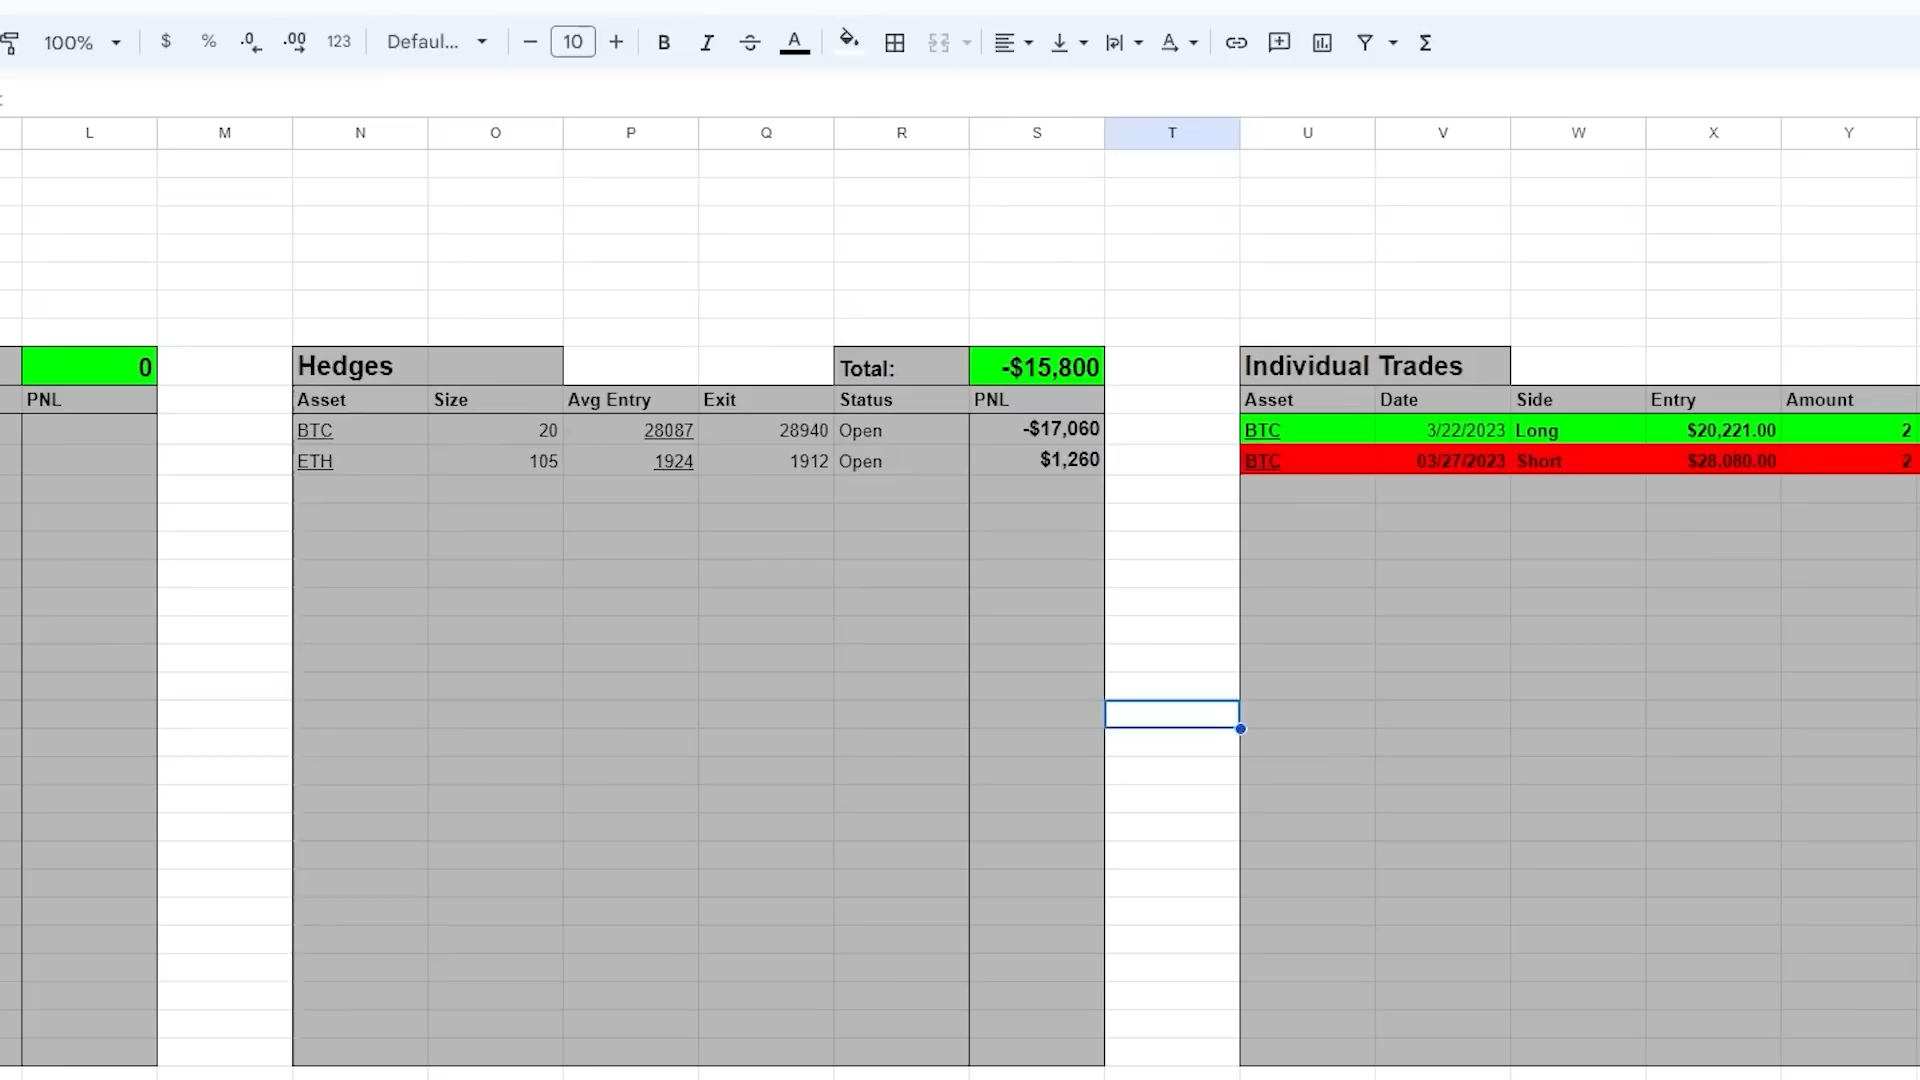 100% $ % .0 .00 123 Defaul... 10 B I A A Σ
L M N O P Q R S T U V W X Y
0 Hedges Total: -$15,800 Individual Trades
PNL Asset Size Avg Entry Exit Status PNL Asset Date Side Entry Amount
BTC 20 28087 28940 Open -$17,060 BTC 3/22/2023 Long $20,221.00 2
ETH 105 1924 1912 Open $1,260 BTC 03/27/2023 Short $28,080.00 2